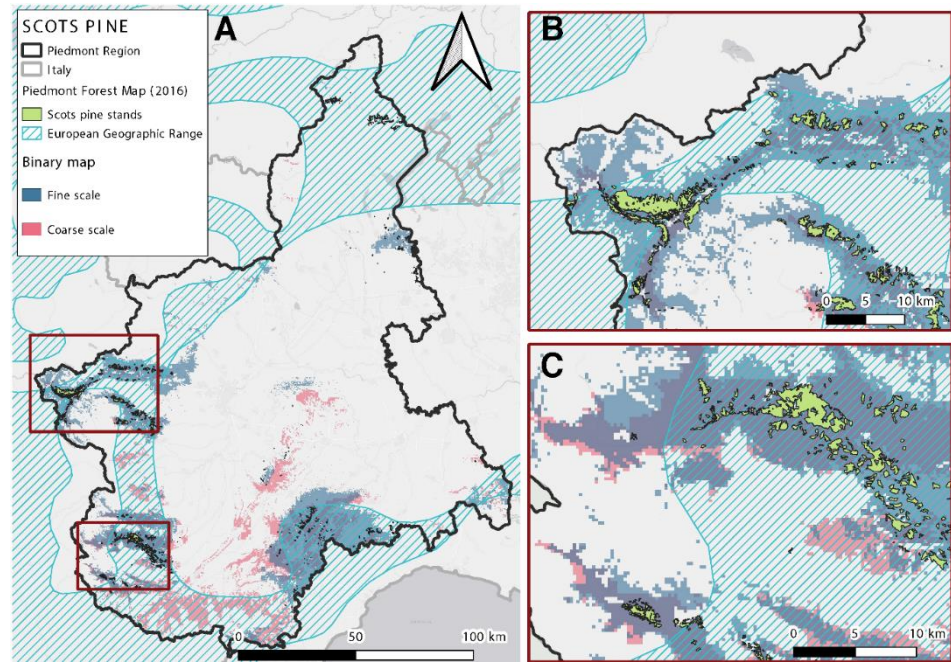 SCOTS PINE
Piedmont Region
Italy
Piedmont Forest Map (2016)
Scots pine stands
European Geographic Range
Binary map
Fine scale
Coarse scale
A
0 50 100 km
B
0 5 10 km
C
0 5 10 km